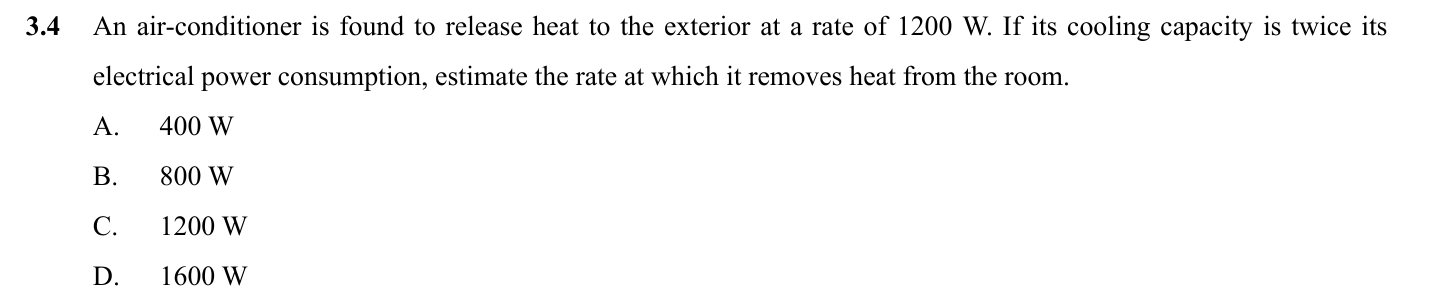 3.4 An air-conditioner is found to release heat to the exterior at a rate of 1200 W. If its cooling capacity is twice its
electrical power consumption, estimate the rate at which it removes heat from the room.
A. 400 W
B. 800 W
C. 1200 W
D. 1600 W